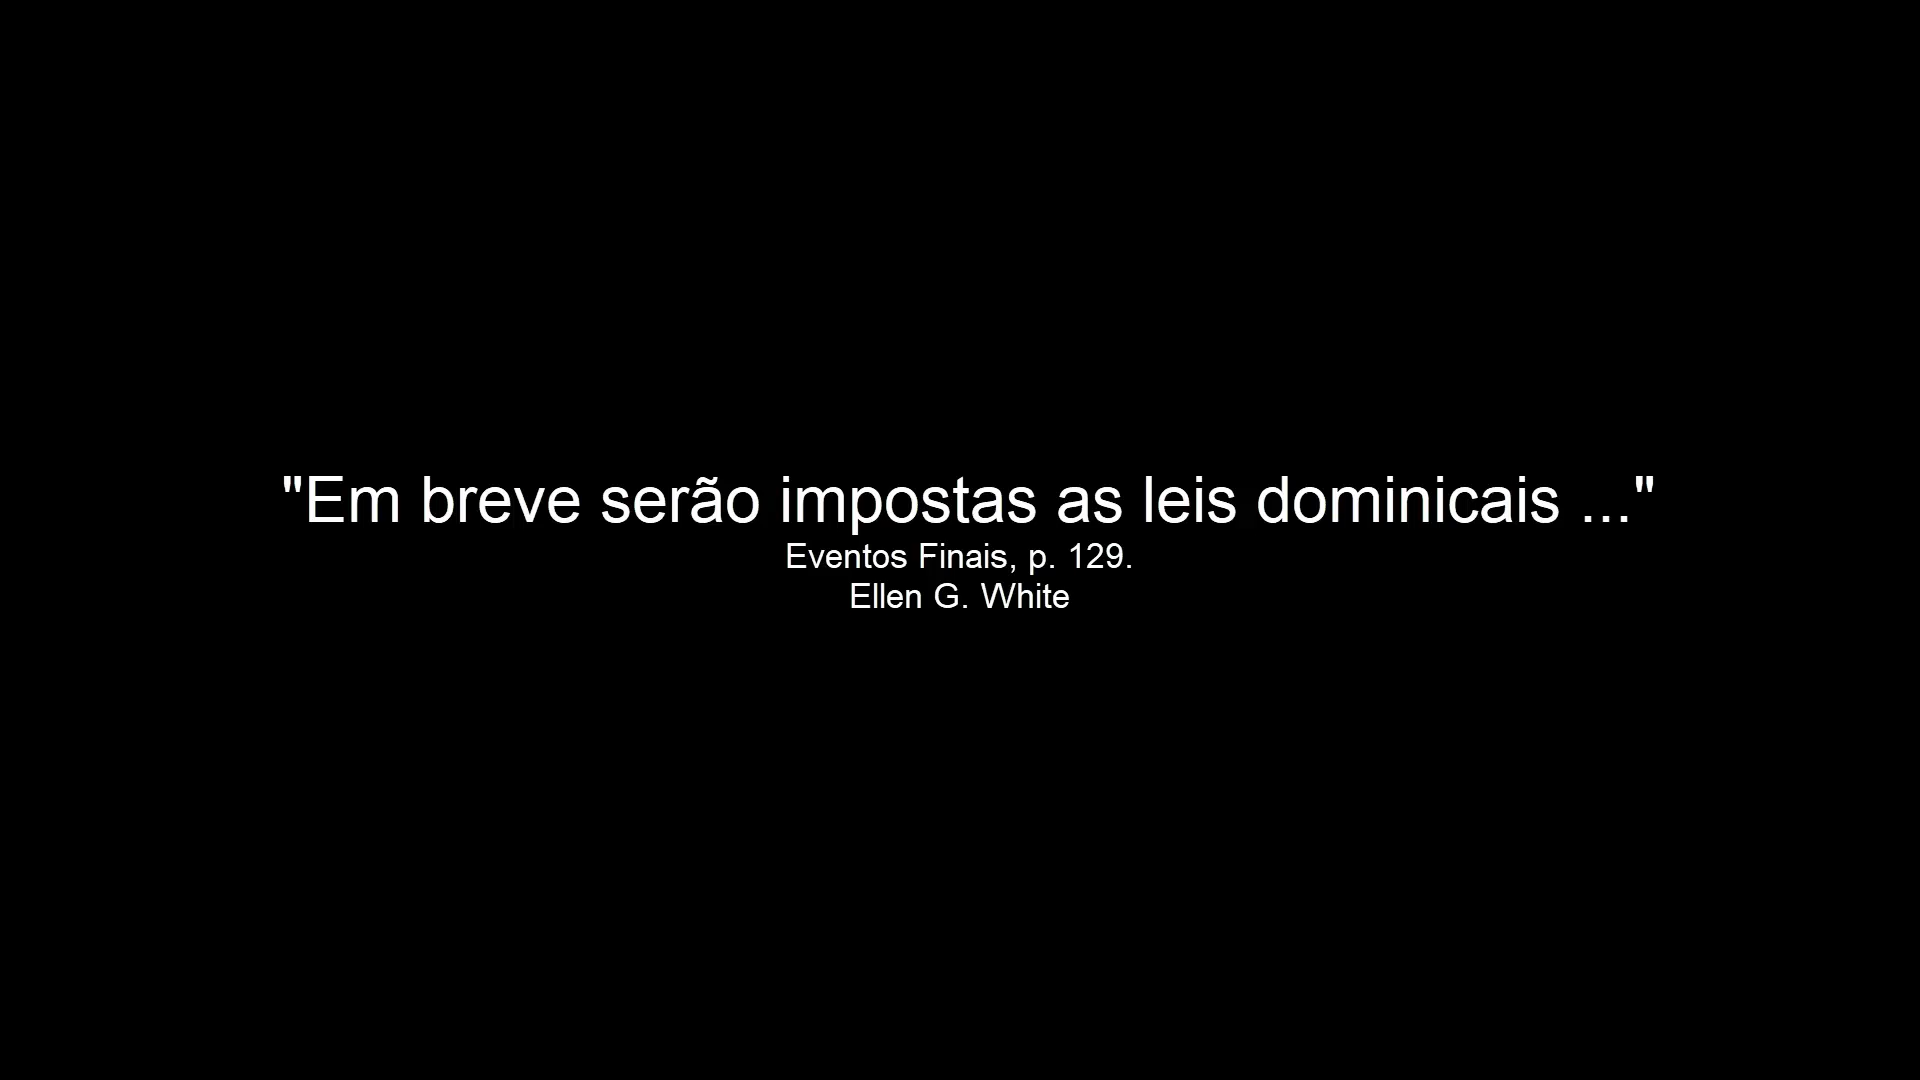 "Em breve serão impostas as leis dominicais ..."
Eventos Finais, p. 129.
Ellen G. White